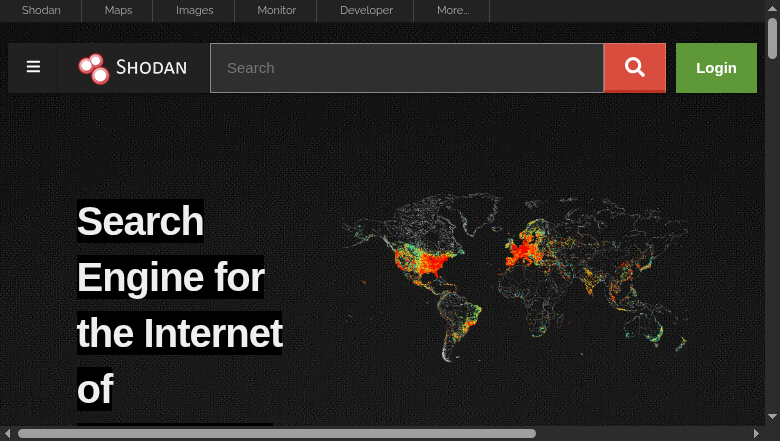 Shodan
Maps
Images
Monitor
Developer
More...
SHODAN
Search
Login
Search
Engine for
the Internet
of